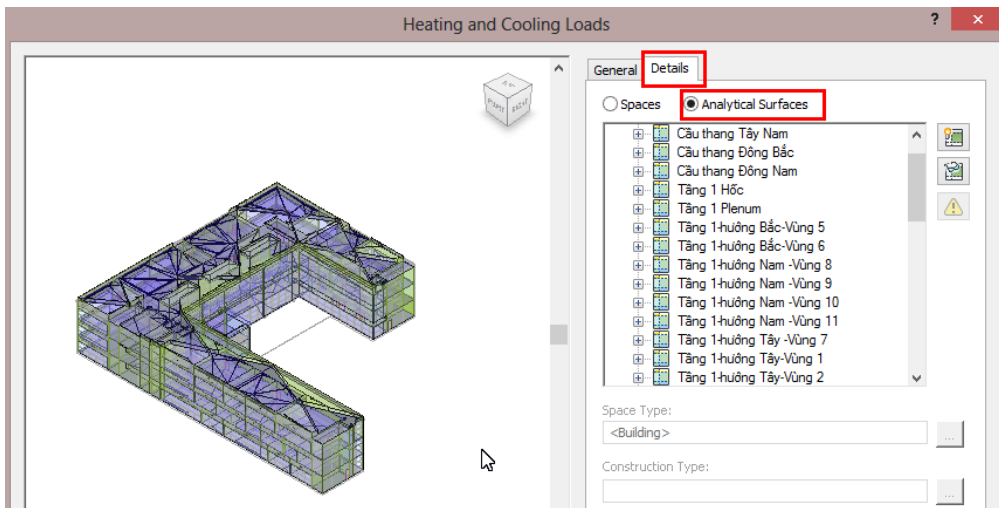 Heating and Cooling Loads
?
×
General
Details
Spaces
Analytical Surfaces
Cầu thang Tây Nam
Cầu thang Đông Bắc
Cầu thang Đông Nam
Tầng 1 Hốc
Tầng 1 Plenum
Tầng 1-hướng Bắc-Vùng 5
Tầng 1-hướng Bắc-Vùng 6
Tầng 1-hướng Nam -Vùng 8
Tầng 1-hướng Nam -Vùng 9
Tầng 1-hướng Nam -Vùng 10
Tầng 1-hướng Nam -Vùng 11
Tầng 1-hướng Tây -Vùng 7
Tầng 1-hướng Tây-Vùng 1
Tầng 1-hướng Tây-Vùng 2
Space Type:
<Building>
...
Construction Type:
...